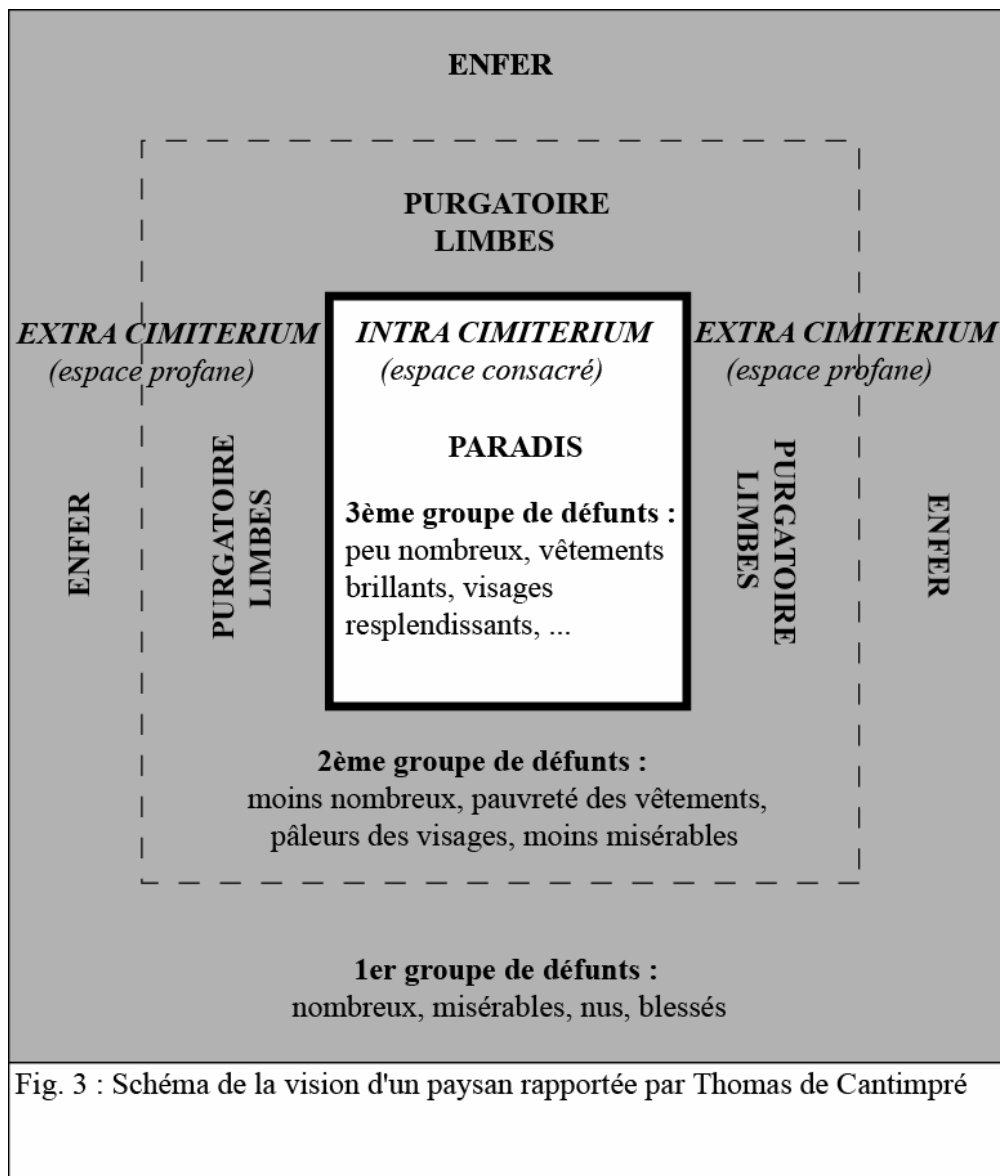 ENFER
PURGATOIRE
LIMBES
EXTRA CIMITERIUM
(espace profane)
INTRA CIMITERIUM
(espace consacré)
EXTRA CIMITERIUM
(espace profane)
ENFER
PURGATOIRE
LIMBES
PARADIS
3ème groupe de défunts :
peu nombreux, vêtements
brillants, visages
resplendissants, ...
PURGATOIRE
LIMBES
ENFER
2ème groupe de défunts :
moins nombreux, pauvreté des vêtements,
pâleurs des visages, moins misérables
1er groupe de défunts :
nombreux, misérables, nus, blessés
Fig. 3 : Schéma de la vision d'un paysan rapportée par Thomas de Cantimpré